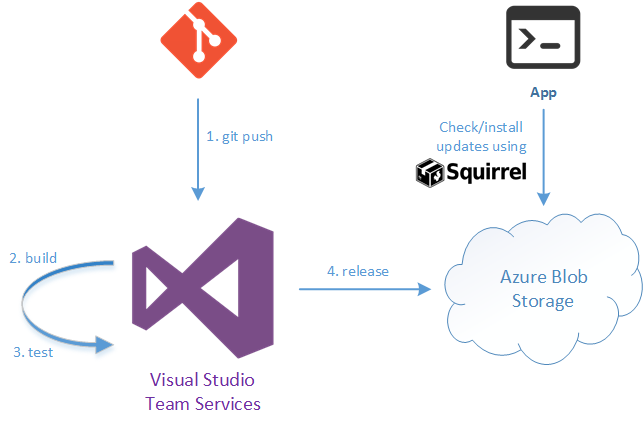 App
1. git push
Check/install
updates using
Squirrel
2. build
4. release
Azure Blob
Storage
3. test
Visual Studio
Team Services